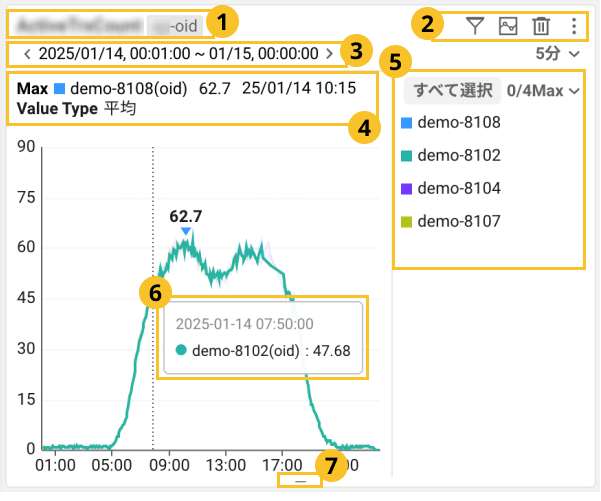 -oid
1
2
2025/01/14, 00:01:00 ~ 01/15, 00:00:00
3
5分
Max demo-8108(oid) 62.7 25/01/14 10:15
Value Type 平均
4
5
すべて選択 0/4Max
demo-8108
demo-8102
demo-8104
demo-8107
90
75
60
45
30
15
0
62.7
6
2025-01-14 07:50:00
demo-8102(oid) : 47.68
01:00 05:00 09:00 13:00 17:00 :00
7